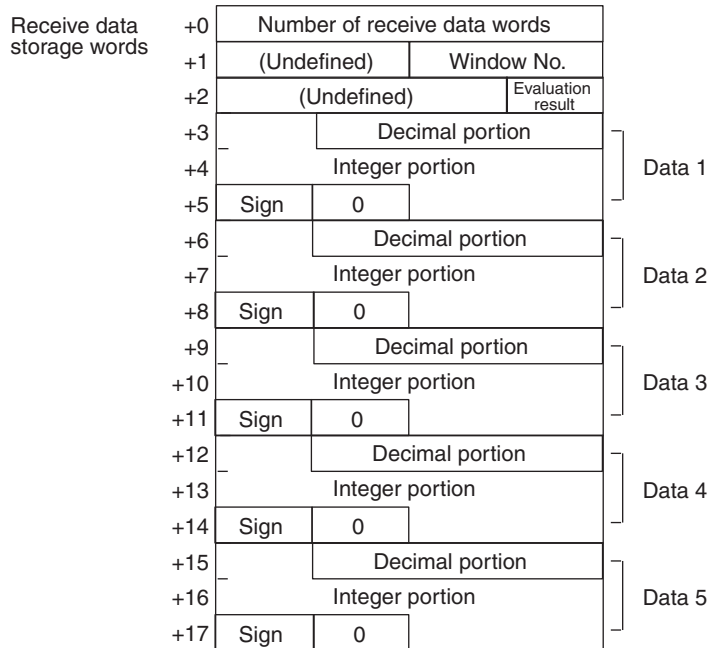 Receive data
storage words
+0 Number of receive data words
+1 (Undefined) Window No.
+2 (Undefined) Evaluation
result
+3 Decimal portion
+4 Integer portion Data 1
+5 Sign 0
+6 Decimal portion
+7 Integer portion Data 2
+8 Sign 0
+9 Decimal portion
+10 Integer portion Data 3
+11 Sign 0
+12 Decimal portion
+13 Integer portion Data 4
+14 Sign 0
+15 Decimal portion
+16 Integer portion Data 5
+17 Sign 0